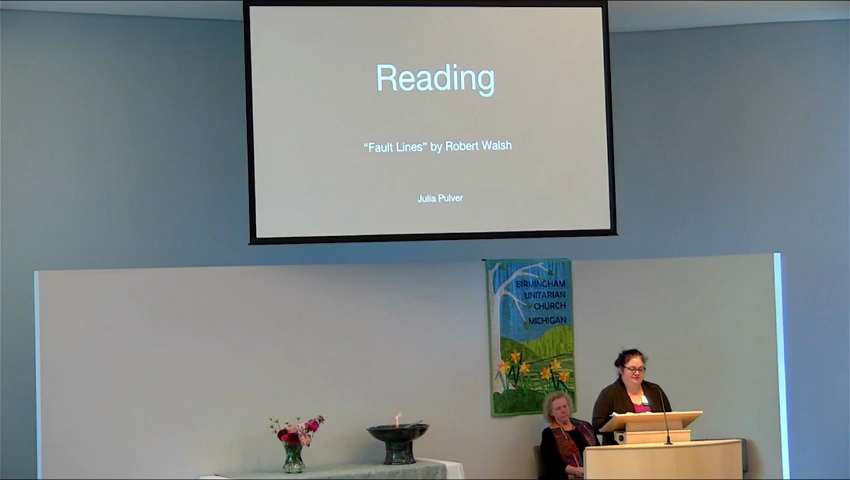 Reading
“Fault Lines” by Robert Walsh
Julia Pulver
BIRMINGHAM
UNITARIAN
CHURCH
MICHIGAN